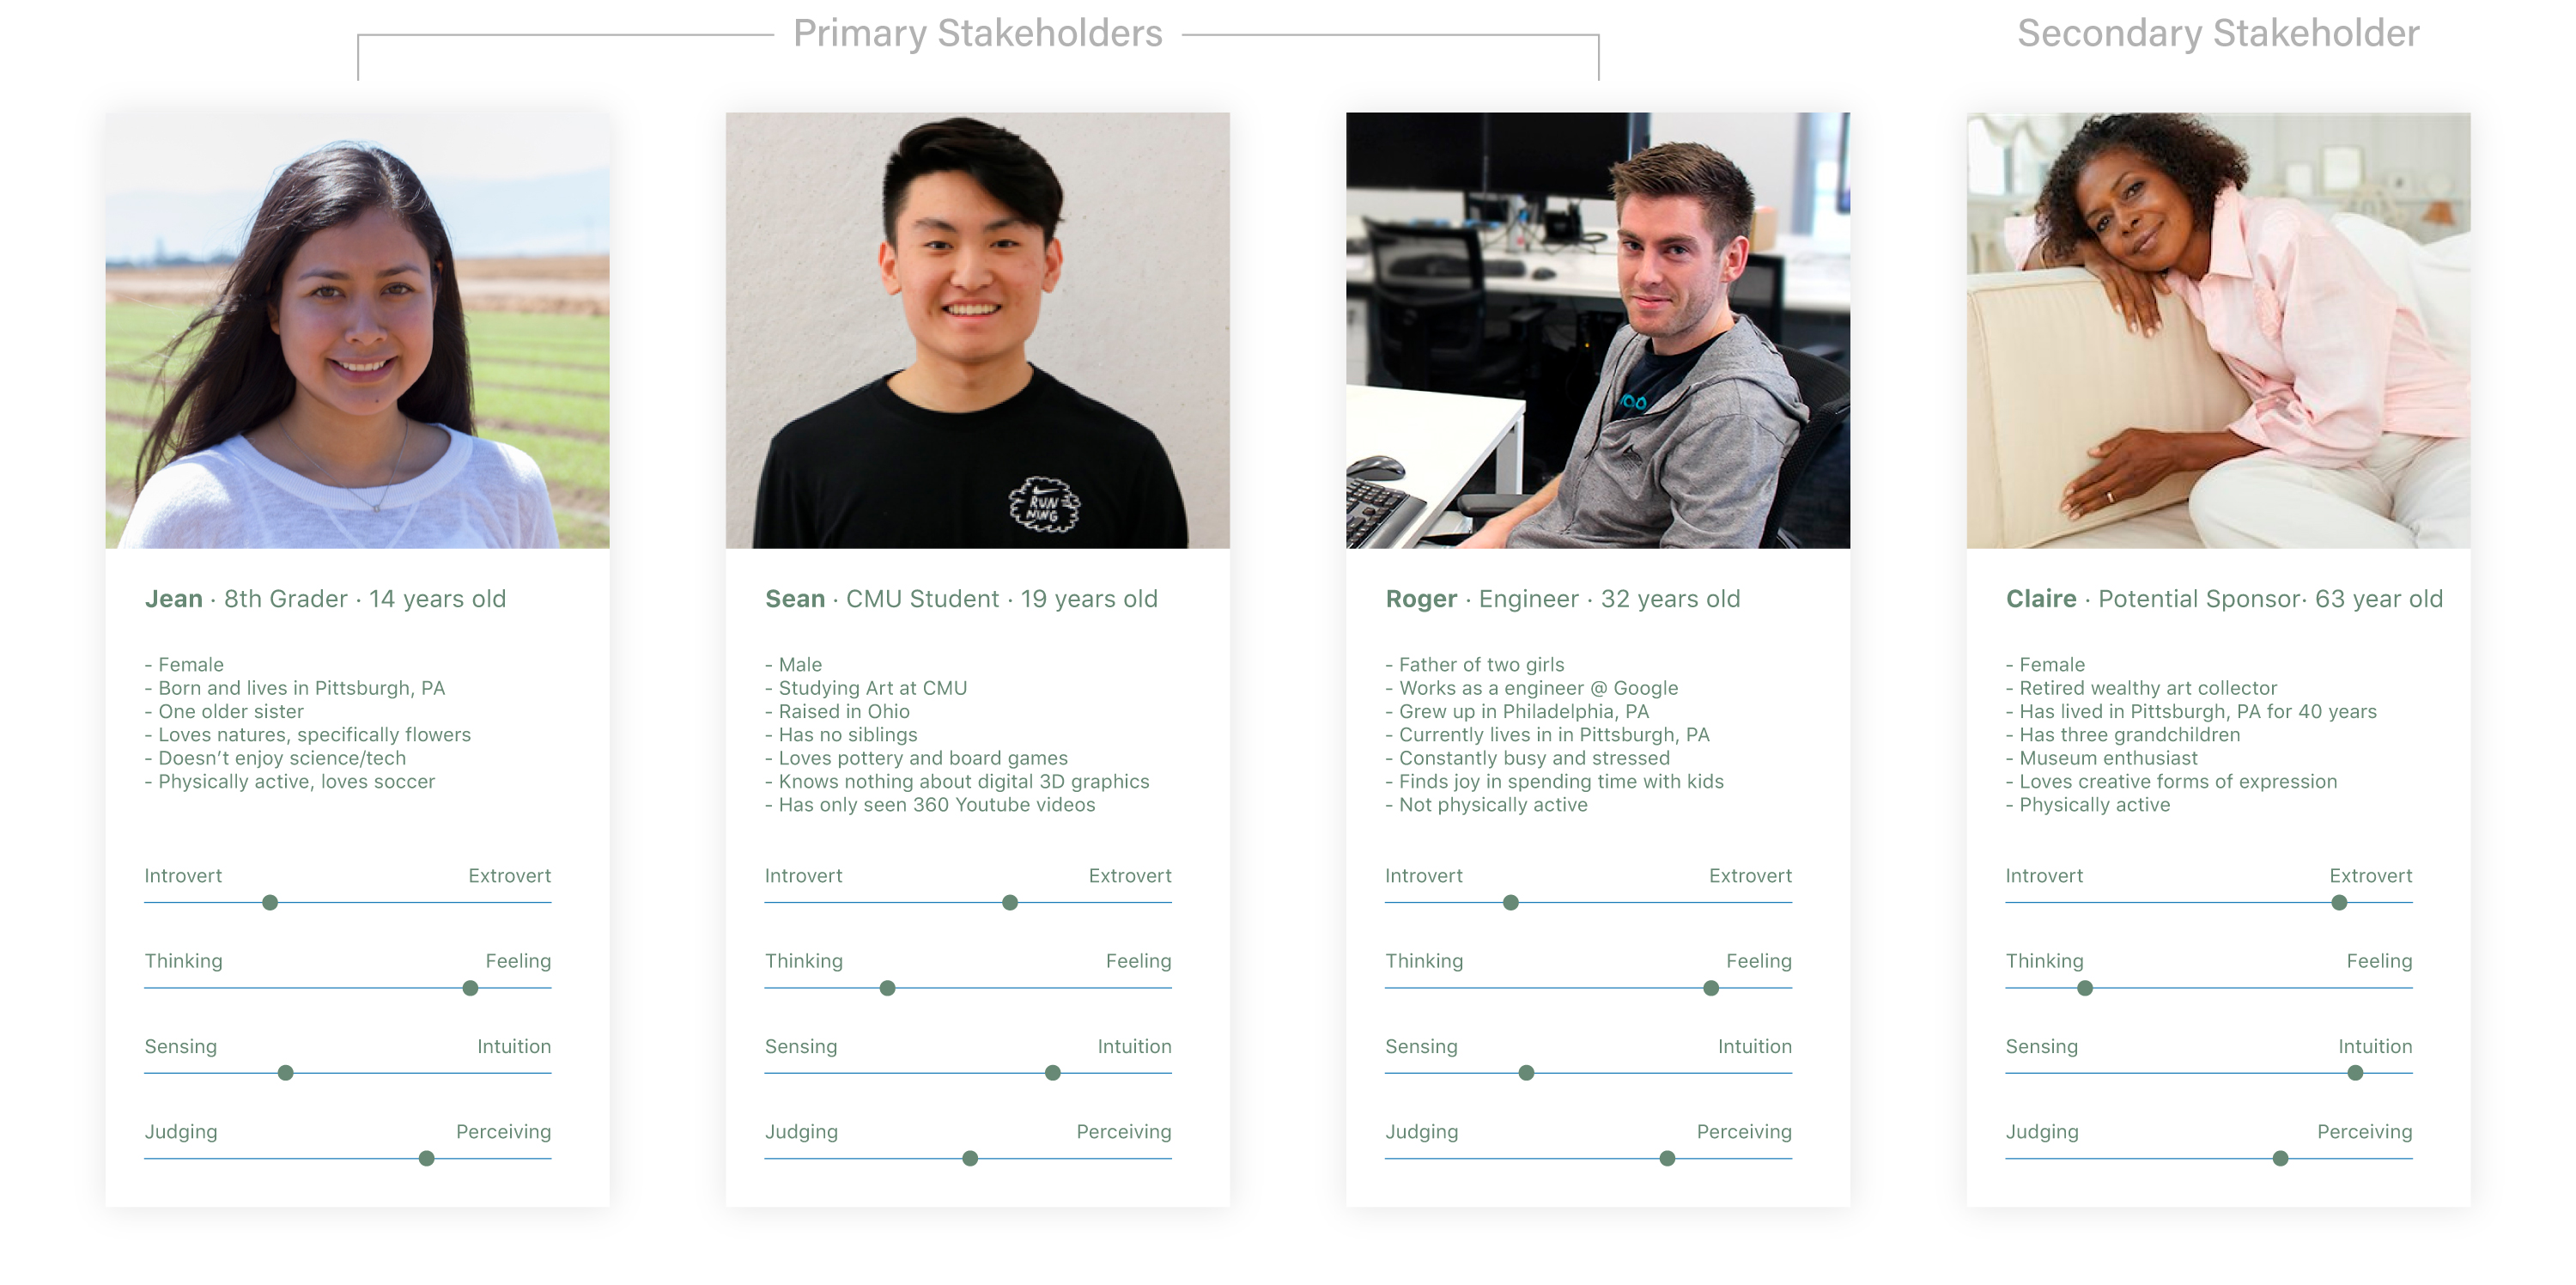 Primary Stakeholders
Secondary Stakeholder
RUN
NING
Jean · 8th Grader · 14 years old
- Female
- Born and lives in Pittsburgh, PA
- One older sister
- Loves natures, specifically flowers
- Doesn’t enjoy science/tech
- Physically active, loves soccer
Introvert Extrovert
Thinking Feeling
Sensing Intuition
Judging Perceiving
Sean · CMU Student · 19 years old
- Male
- Studying Art at CMU
- Raised in Ohio
- Has no siblings
- Loves pottery and board games
- Knows nothing about digital 3D graphics
- Has only seen 360 Youtube videos
Introvert Extrovert
Thinking Feeling
Sensing Intuition
Judging Perceiving
Roger · Engineer · 32 years old
- Father of two girls
- Works as a engineer @ Google
- Grew up in Philadelphia, PA
- Currently lives in in Pittsburgh, PA
- Constantly busy and stressed
- Finds joy in spending time with kids
- Not physically active
Introvert Extrovert
Thinking Feeling
Sensing Intuition
Judging Perceiving
Claire · Potential Sponsor· 63 year old
- Female
- Retired wealthy art collector
- Has lived in Pittsburgh, PA for 40 years
- Has three grandchildren
- Museum enthusiast
- Loves creative forms of expression
- Physically active
Introvert Extrovert
Thinking Feeling
Sensing Intuition
Judging Perceiving